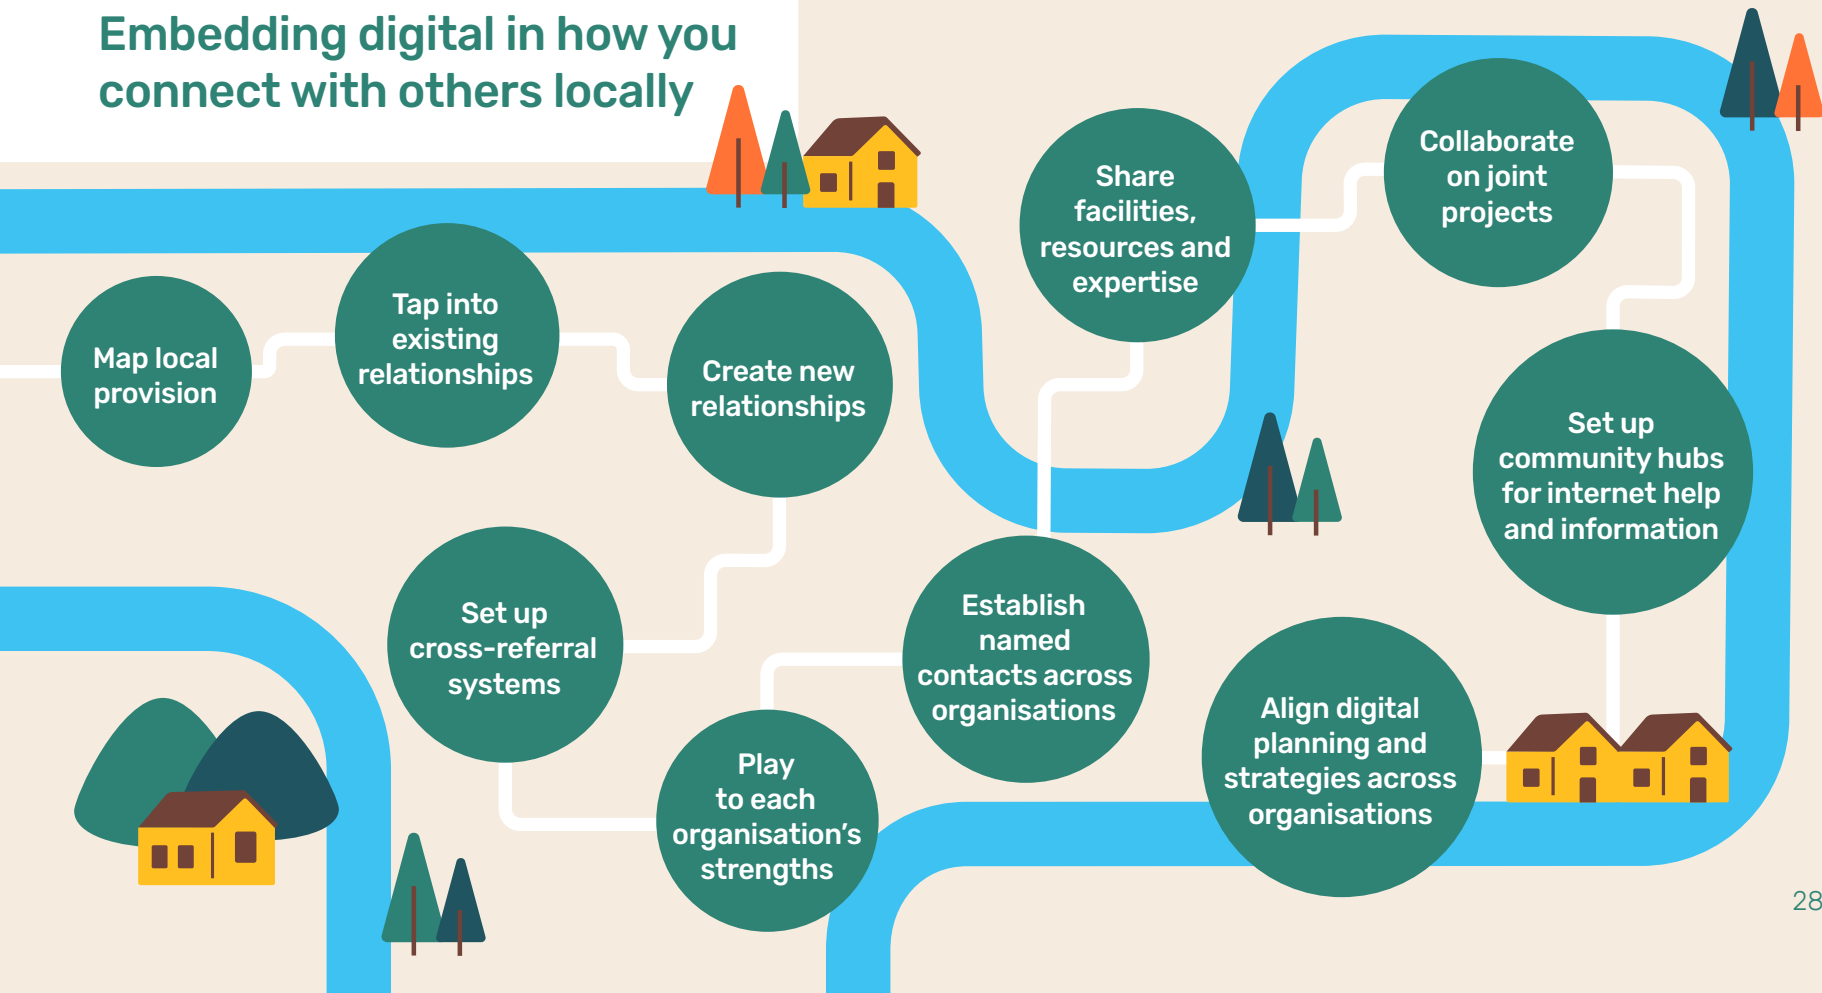 Embedding digital in how you
connect with others locally
Map local
provision
Tap into
existing
relationships
Create new
relationships
Set up
cross-referral
systems
Play
to each
organisation’s
strengths
Establish
named
contacts across
organisations
Share
facilities,
resources and
expertise
Collaborate
on joint
projects
Set up
community hubs
for internet help
and information
Align digital
planning and
strategies across
organisations
28